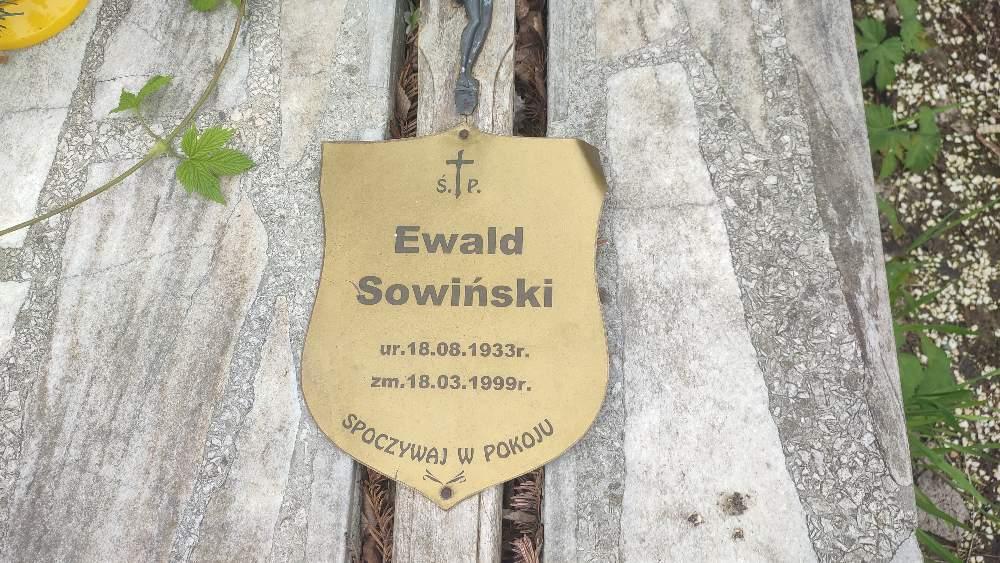 Ś. P.
Ewald
Sowiński
ur.18.08.1933r.
zm.18.03.1999r.
SPOCZYWAJ W POKOJU